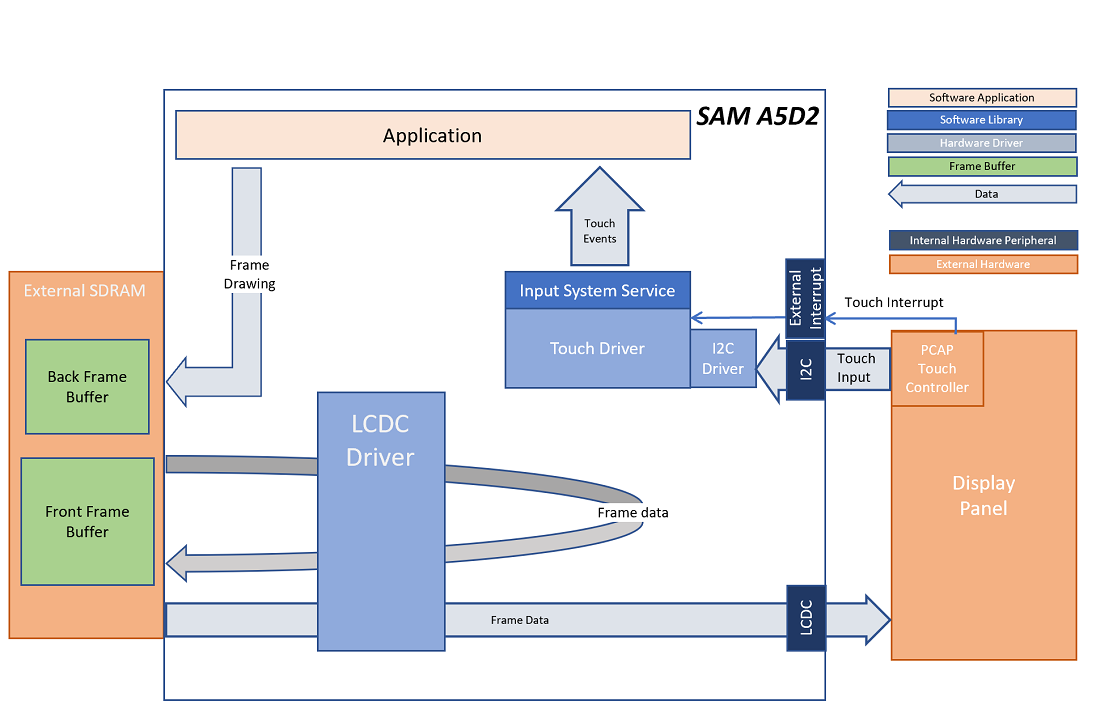 SAM A5D2
Application
Software Application
Software Library
Hardware Driver
Frame Buffer
Data
Internal Hardware Peripheral
External Hardware
Touch
Events
Frame
Drawing
External SDRAM
Back Frame
Buffer
Front Frame
Buffer
Input System Service
Touch Driver
I2C
Driver
External
Interrupt
I2C
Touch Interrupt
Touch
Input
PCAP
Touch
Controller
Display
Panel
LCDC
Driver
Frame data
Frame Data
LCDC